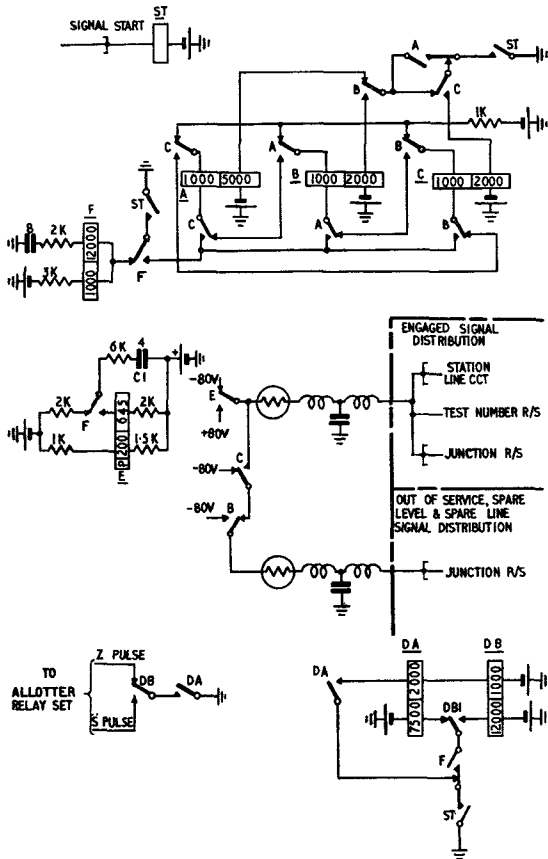 ST
SIGNAL START
A
ST
B
C
1K
C
A
B
1000 5000
A
B
1000 2000
C
1000 2000
ST
C
A
B
8
2K
F
12000
1000
3K
F
ENGAGED SIGNAL
DISTRIBUTION
STATION
LINE CCT
TEST NUMBER R/S
JUNCTION R/S
6K
4
C1
+
-80V
E
+80V
2K
F
645
2K
1K
P200
1·5K
E
-80V
C
-80V
B
OUT OF SERVICE, SPARE
LEVEL & SPARE LINE
SIGNAL DISTRIBUTION
JUNCTION R/S
TO
ALLOTTER
RELAY SET
Z PULSE
DB
DA
S PULSE
DA
DB
DA
2000
1000
7500
DB1
12000
F
ST